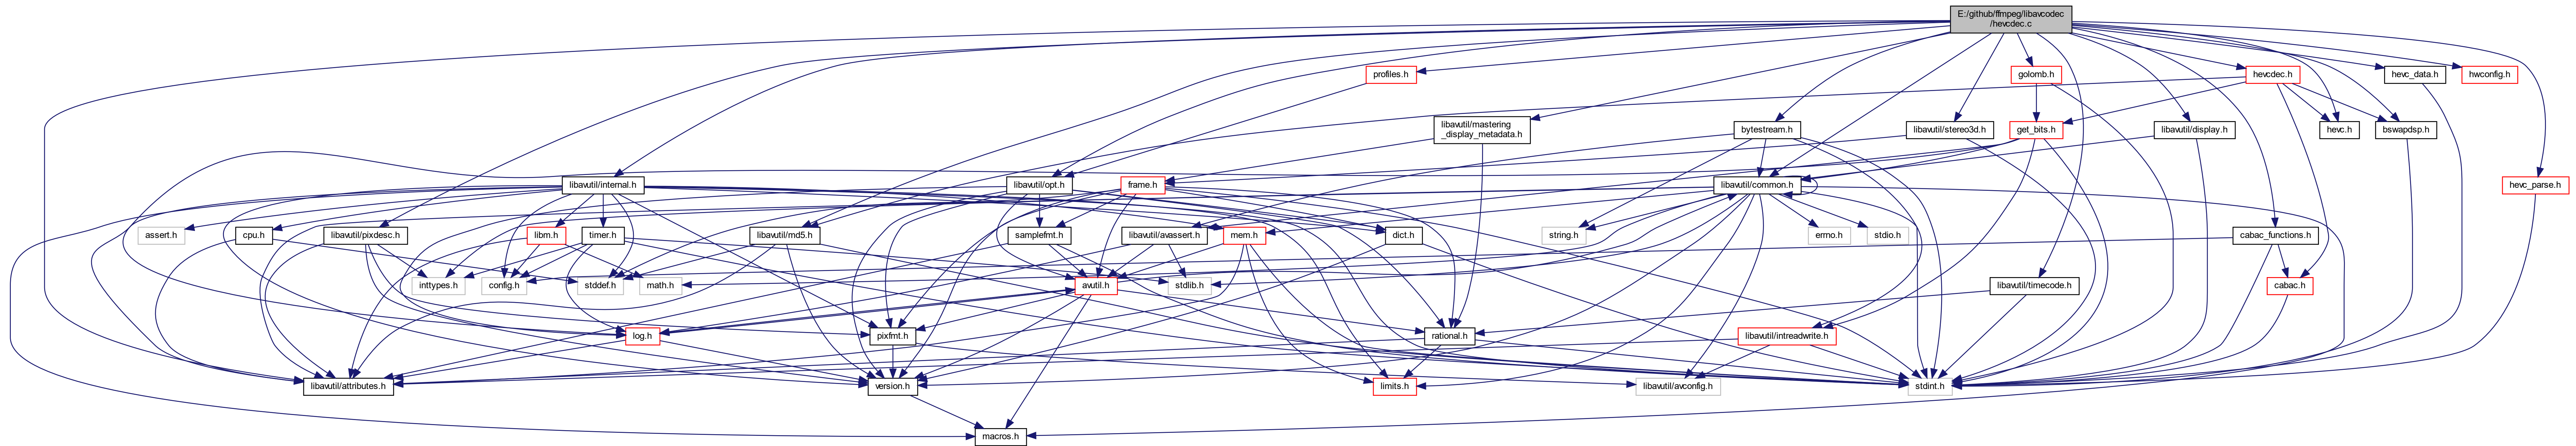 E:/github/ffmpeg/libavcodec
/hevcdec.c
profiles.h
golomb.h
hevcdec.h
hevc_data.h
hwconfig.h
libavutil/mastering
_display_metadata.h
bytestream.h
libavutil/stereo3d.h
get_bits.h
libavutil/display.h
hevc.h
bswapdsp.h
libavutil/internal.h
libavutil/opt.h
frame.h
libavutil/common.h
hevc_parse.h
assert.h
cpu.h
libavutil/pixdesc.h
libm.h
timer.h
libavutil/md5.h
samplefmt.h
libavutil/avassert.h
mem.h
dict.h
string.h
errno.h
stdio.h
cabac_functions.h
inttypes.h
config.h
stddef.h
math.h
avutil.h
stdlib.h
libavutil/timecode.h
cabac.h
log.h
pixfmt.h
rational.h
libavutil/intreadwrite.h
libavutil/attributes.h
version.h
libavutil/avconfig.h
limits.h
stdint.h
macros.h